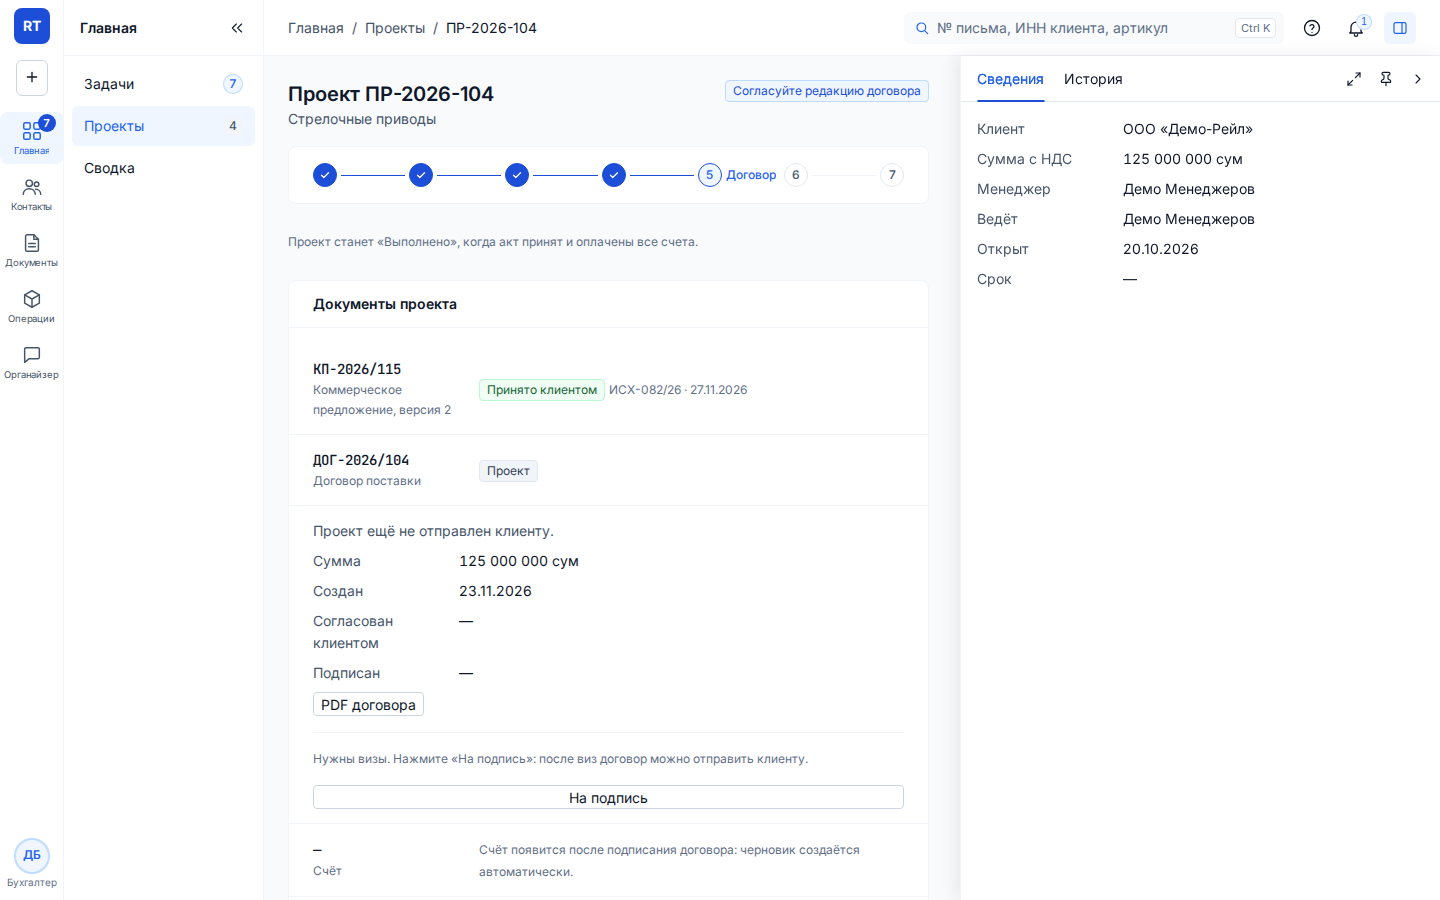 RT
Главная
Главная / Проекты / ПР-2026-104
№ письма, ИНН клиента, артикул
Ctrl K
1
7
Главная
Контакты
Документы
Операции
Органайзер
ДБ
Бухгалтер
Задачи 7
Проекты 4
Сводка
Проект ПР-2026-104
Согласуйте редакцию договора
Стрелочные приводы
5 Договор 6 7
Проект станет «Выполнено», когда акт принят и оплачены все счета.
Документы проекта
КП-2026/115
Коммерческое
предложение, версия 2
Принято клиентом ИСХ-082/26 · 27.11.2026
ДОГ-2026/104
Договор поставки
Проект
Проект ещё не отправлен клиенту.
Сумма 125 000 000 сум
Создан 23.11.2026
Согласован
клиентом
—
Подписан —
PDF договора
Нужны визы. Нажмите «На подпись»: после виз договор можно отправить клиенту.
На подпись
—
Счёт
Счёт появится после подписания договора: черновик создаётся
автоматически.
Сведения История
Клиент ООО «Демо-Рейл»
Сумма с НДС 125 000 000 сум
Менеджер Демо Менеджеров
Ведёт Демо Менеджеров
Открыт 20.10.2026
Срок —